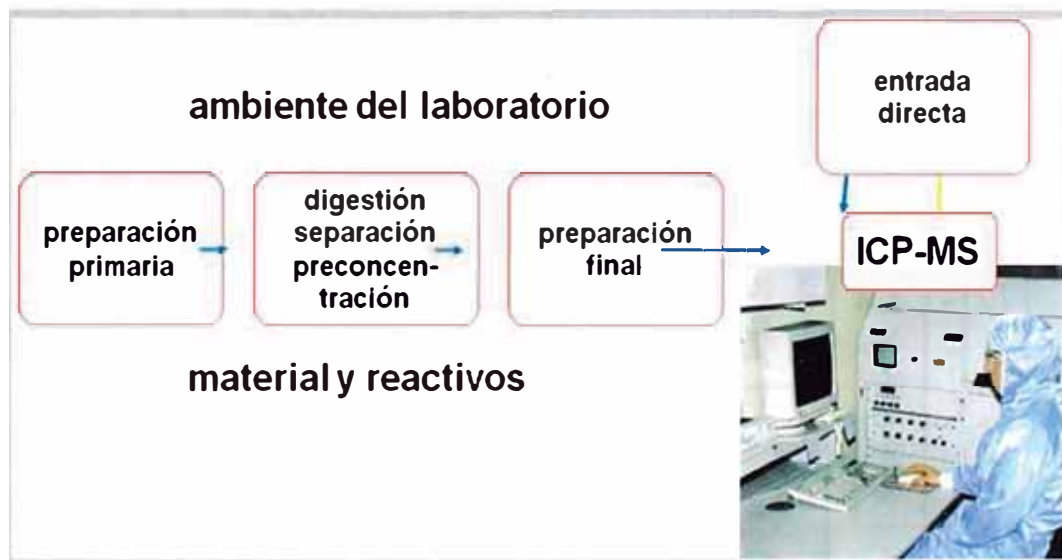 ambiente del laboratorio
entrada
directa
preparación
primaria
digestión
separación
preconcen-
tración
preparación
final
ICP-MS
material y reactivos